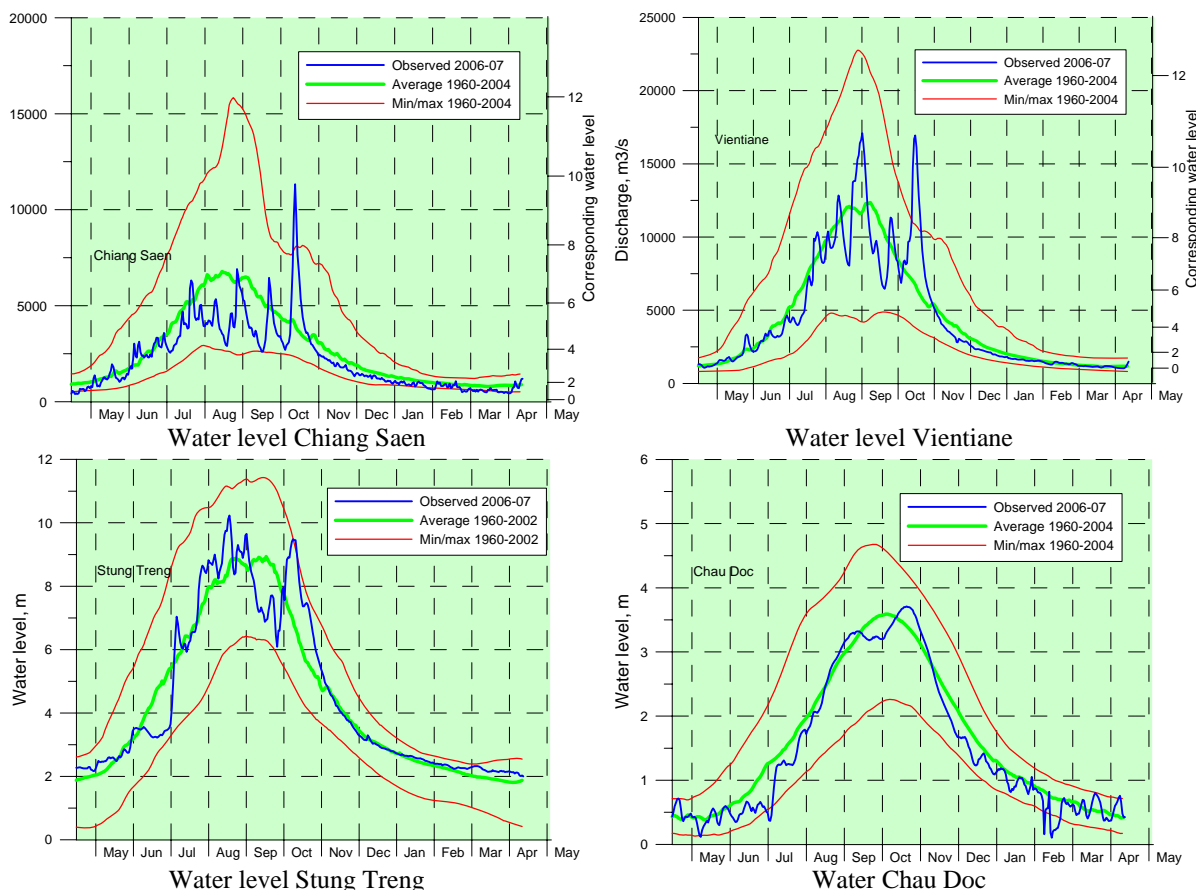 20000
15000
10000
5000
0
12
10
8
6
4
2
0
Corresponding water level
Observed 2006-07
Average 1960-2004
Min/max 1960-2004
Chiang Saen
May Jun Jul Aug Sep Oct Nov Dec Jan Feb Mar Apr May
Water level Chiang Saen
25000
22500
20000
17500
15000
12500
10000
5000
0
Discharge, m3/s
12
10
8
6
4
2
0
Corresponding water level
Observed 2006-07
Average 1960-2004
Min/max 1960-2004
Vientiane
May Jun Jul Aug Sep Oct Nov Dec Jan Feb Mar Apr May
Water level Vientiane
12
10
8
6
4
2
0
Water level, m
Observed 2006-07
Average 1960-2002
Min/max 1960-2002
Stung Treng
May Jun Jul Aug Sep Oct Nov Dec Jan Feb Mar Apr May
Water level Stung Treng
6
5
4
3
2
1
0
Water level, m
Observed 2006-07
Average 1960-2004
Min/max 1960-2004
Chau Doc
May Jun Jul Aug Sep Oct Nov Dec Jan Feb Mar Apr May
Water Chau Doc